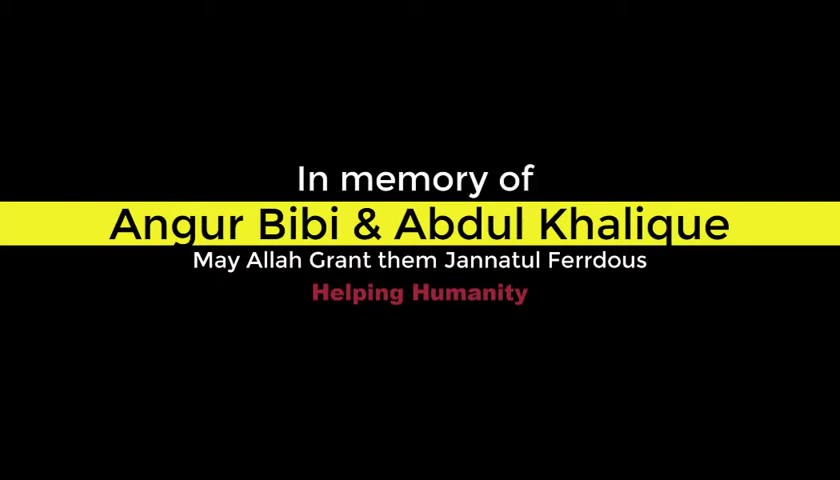 In memory of
Angur Bibi & Abdul Khalique
May Allah Grant them Jannatul Ferrdous
Helping Humanity